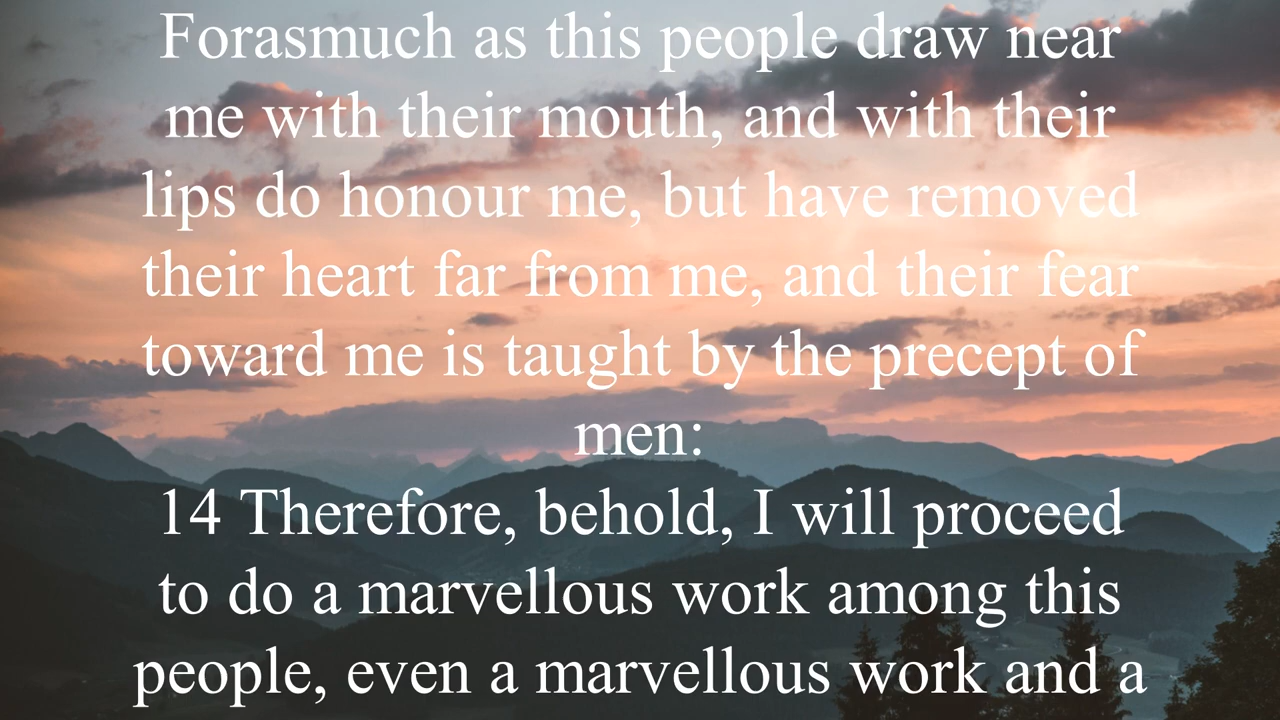 Forasmuch as this people draw near
me with their mouth, and with their
lips do honour me, but have removed
their heart far from me, and their fear
toward me is taught by the precept of
men:
14 Therefore, behold, I will proceed
to do a marvellous work among this
people, even a marvellous work and a